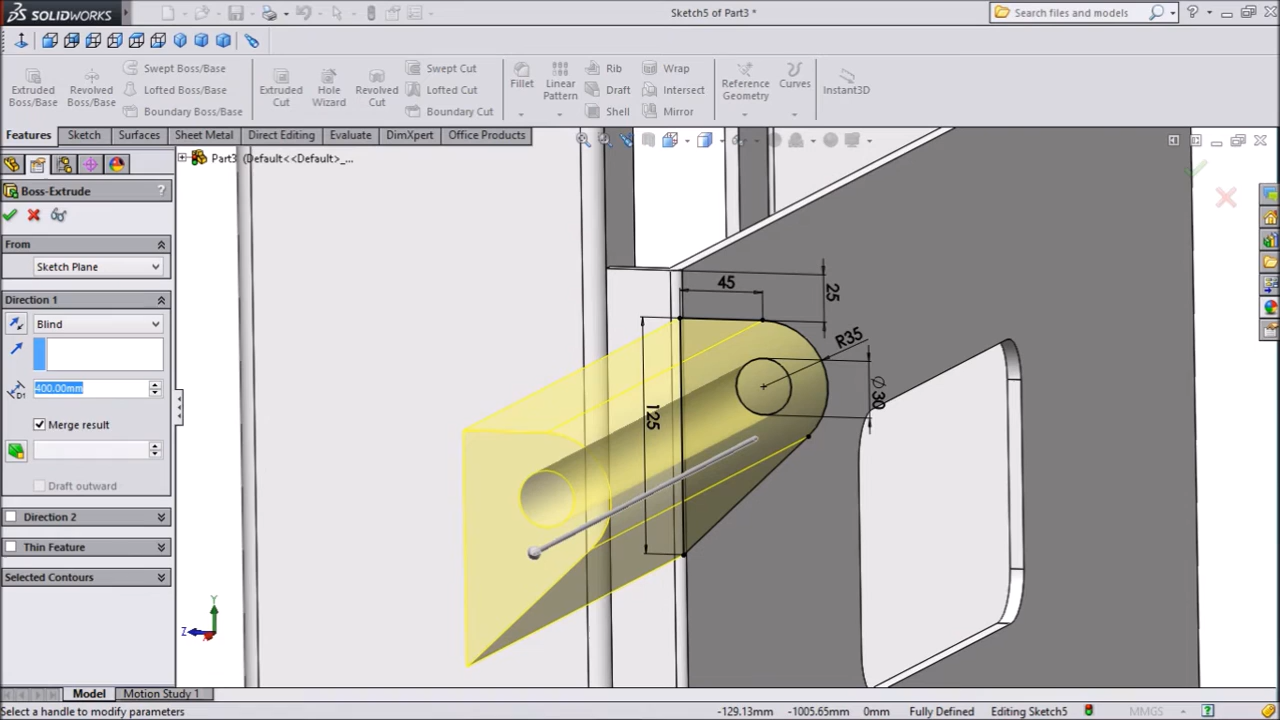 SOLIDWORKS
Sketch5 of Part3 *
Search files and models
Extruded Boss/Base
Revolved Boss/Base
Swept Boss/Base
Lofted Boss/Base
Boundary Boss/Base
Extruded Cut
Hole Wizard
Revolved Cut
Swept Cut
Lofted Cut
Boundary Cut
Fillet
Linear Pattern
Rib
Draft
Shell
Wrap
Intersect
Mirror
Reference Geometry
Curves
Instant3D
Features
Sketch
Surfaces
Sheet Metal
Direct Editing
Evaluate
DimXpert
Office Products
Part3 (Default<<Default>_...
Boss-Extrude
?
From
Sketch Plane
Direction 1
Blind
D1
400.00mm
Merge result
Draft outward
Direction 2
Thin Feature
Selected Contours
45
25
R35
Ø30
125
Y
Z
X
Model
Motion Study 1
Select a handle to modify parameters
-129.13mm
-1005.65mm
0mm
Fully Defined
Editing Sketch5
MMGS